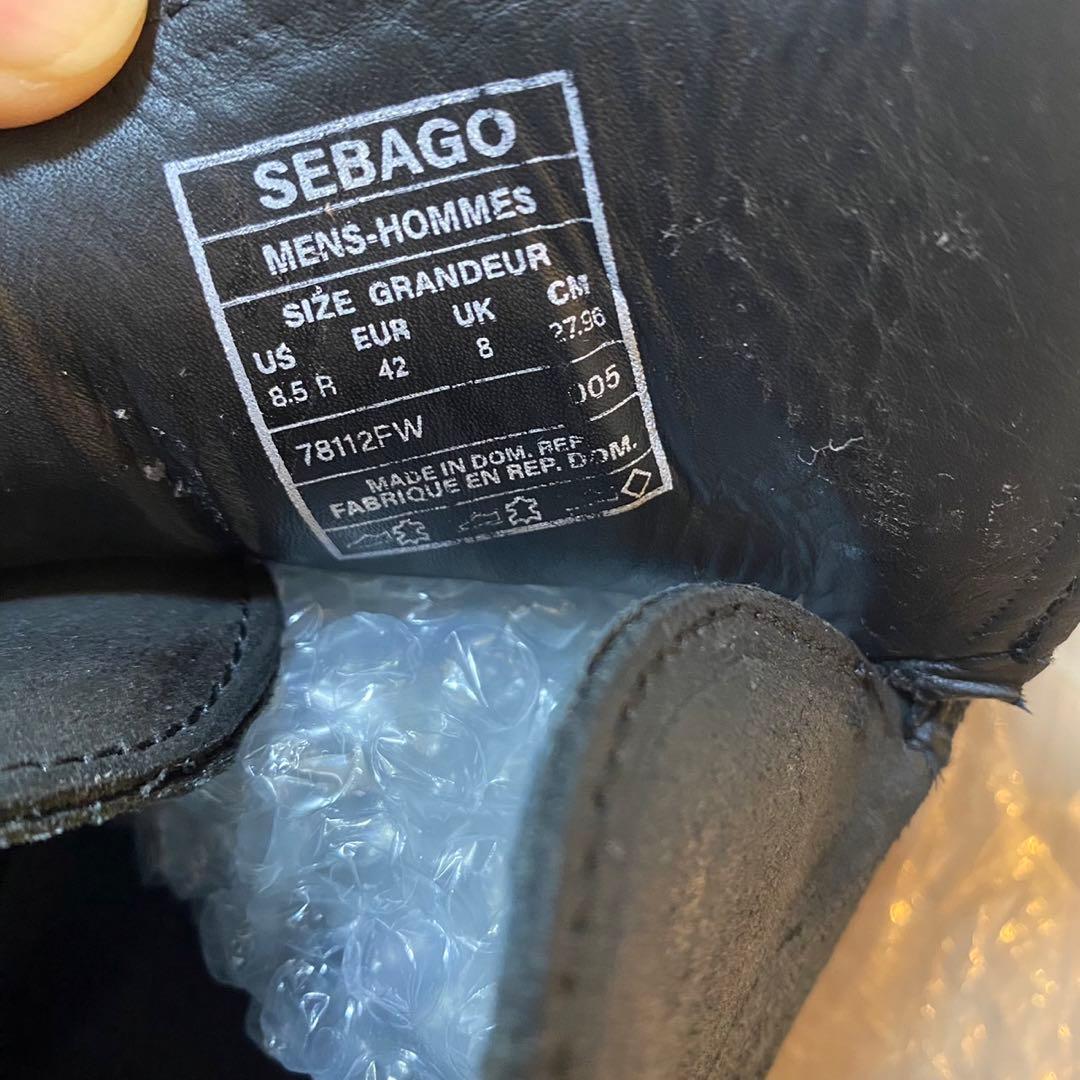 SEBAGO
MENS-HOMMES
SIZE GRANDEUR
US EUR UK CM
8.5 R 42 8 27.96
78112FW 005
MADE IN DOM. REP
FABRIQUE EN REP. DOM.